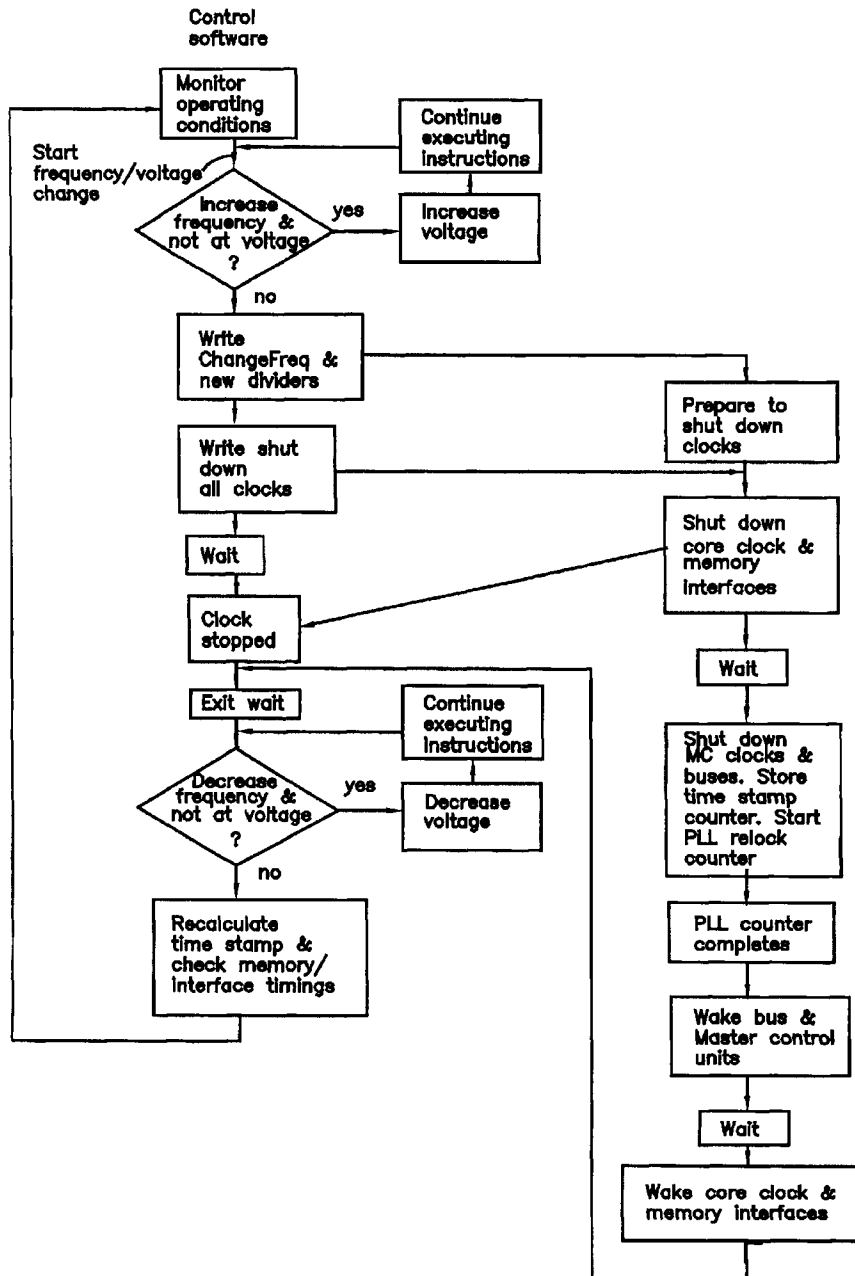 Control
software
Monitor
operating
conditions
Start
frequency/voltage
change
Continue
executing
instructions
Increase
frequency &
not at voltage
?
yes
Increase
voltage
no
Write
ChangeFreq &
new dividers
Prepare to
shut down
clocks
Write shut
down
all clocks
Shut down
core clock &
memory
interfaces
Wait
Clock
stopped
Wait
Exit wait
Continue
executing
instructions
Decrease
frequency &
not at voltage
?
yes
Decrease
voltage
no
Shut down
MC clocks &
buses. Store
time stamp
counter. Start
PLL relock
counter
Recalculate
time stamp &
check memory/
interface timings
PLL counter
completes
Wake bus &
Master control
units
Wait
Wake core clock &
memory interfaces